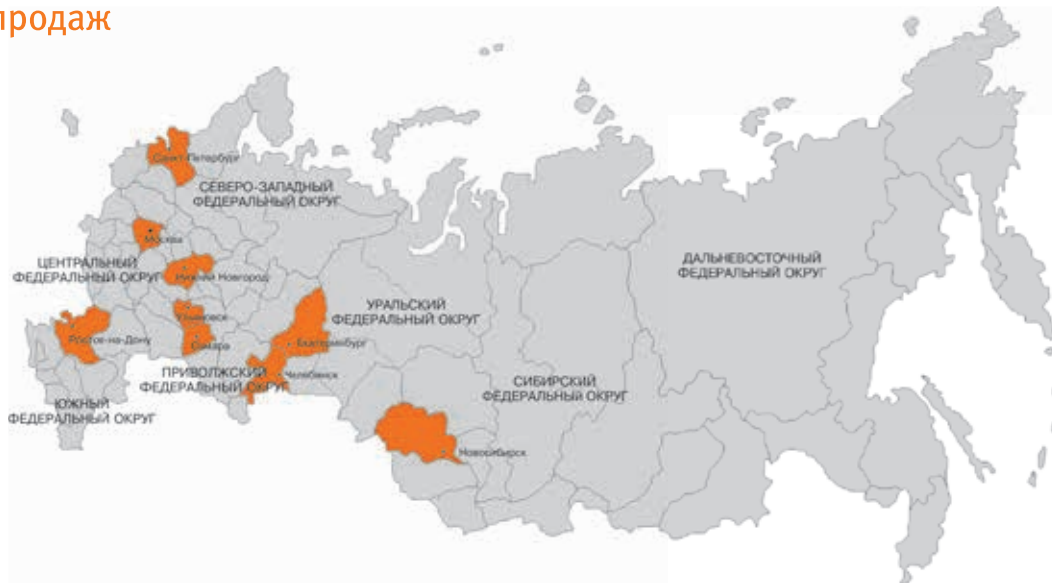 продаж
Санкт-Петербург
СЕВЕРО-ЗАПАДНЫЙ
ФЕДЕРАЛЬНЫЙ ОКРУГ
Москва
ЦЕНТРАЛЬНЫЙ
ФЕДЕРАЛЬНЫЙ ОКРУГ
Нижний Новгород
ДАЛЬНЕВОСТОЧНЫЙ
ФЕДЕРАЛЬНЫЙ ОКРУГ
УРАЛЬСКИЙ
ФЕДЕРАЛЬНЫЙ ОКРУГ
Ульяновск
Ростов-на-Дону
Самара
Екатеринбург
ПРИВОЛЖСКИЙ
ФЕДЕРАЛЬНЫЙ ОКРУГ
Челябинск
СИБИРСКИЙ
ФЕДЕРАЛЬНЫЙ ОКРУГ
ЮЖНЫЙ
ФЕДЕРАЛЬНЫЙ ОКРУГ
Новосибирск